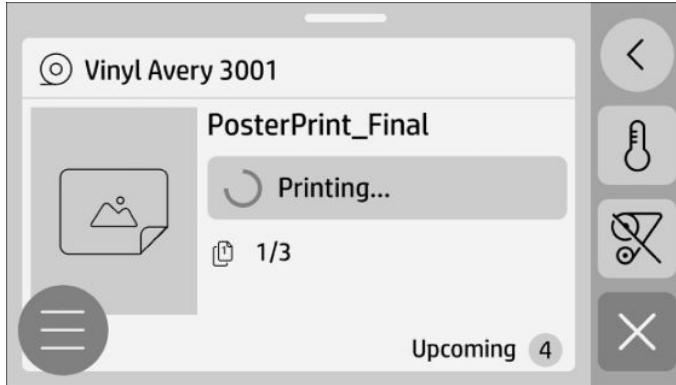 Vinyl Avery 3001
PosterPrint_Final
Printing...
1/3
Upcoming 4